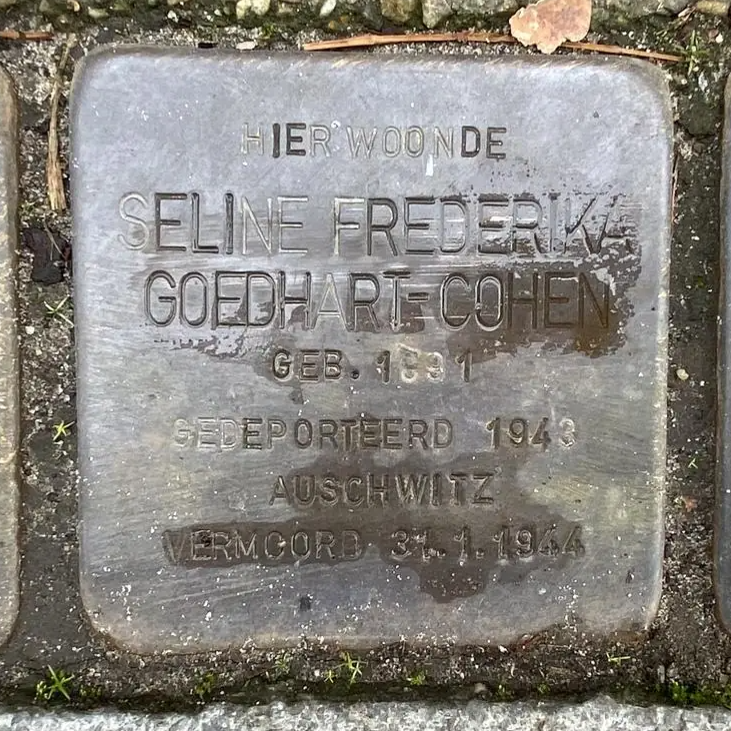 HIER WOONDE
SELINE FREDERIKA
GOEDHART-COHEN
GEB. 1891
GEDEPORTEERD 1943
AUSCHWITZ
VERMOORD 31.1.1944